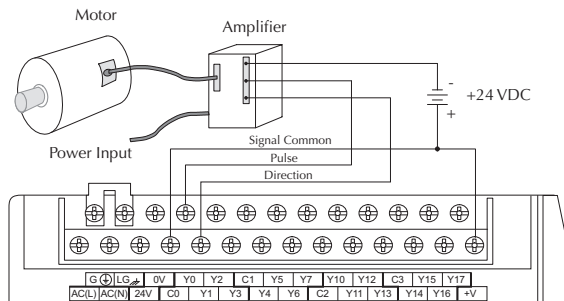 Motor
Amplifier
-
+24 VDC
+
Signal Common
Power Input
Pulse
Direction
G LG 0V Y0 Y2 C1 Y5 Y7 Y10 Y12 C3 Y15 Y17
AC(L) AC(N) 24V C0 Y1 Y3 Y4 Y6 C2 Y11 Y13 Y14 Y16 +V